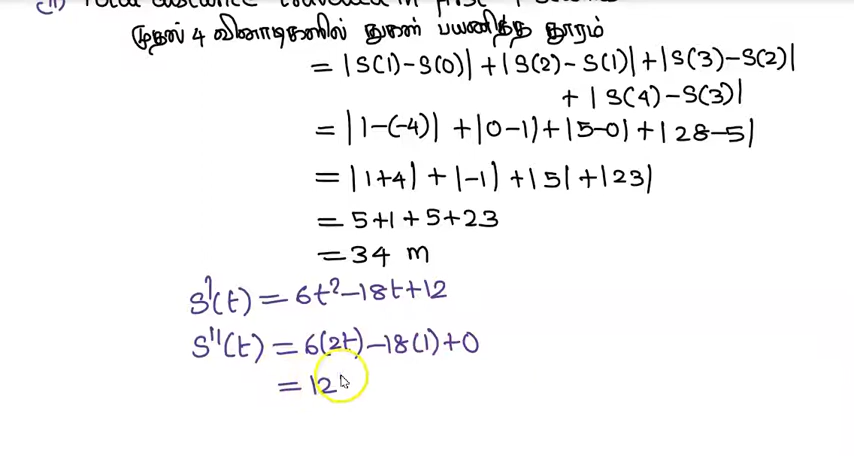 முதல் 4 வினாடிகளில் துகள் பயணித்த தூரம்
= |S(1)-S(0)| + |S(2)-S(1)| + |S(3)-S(2)|
+ |S(4)-S(3)|
= |1-(-4)| + |0-1| + |5-0| + |28-5|
= |1+4| + |-1| + |5| + |23|
= 5+1+5+23
= 34 m
S'(t) = 6t²-18t+12
S''(t) = 6(2t)-18(1)+0
= 12